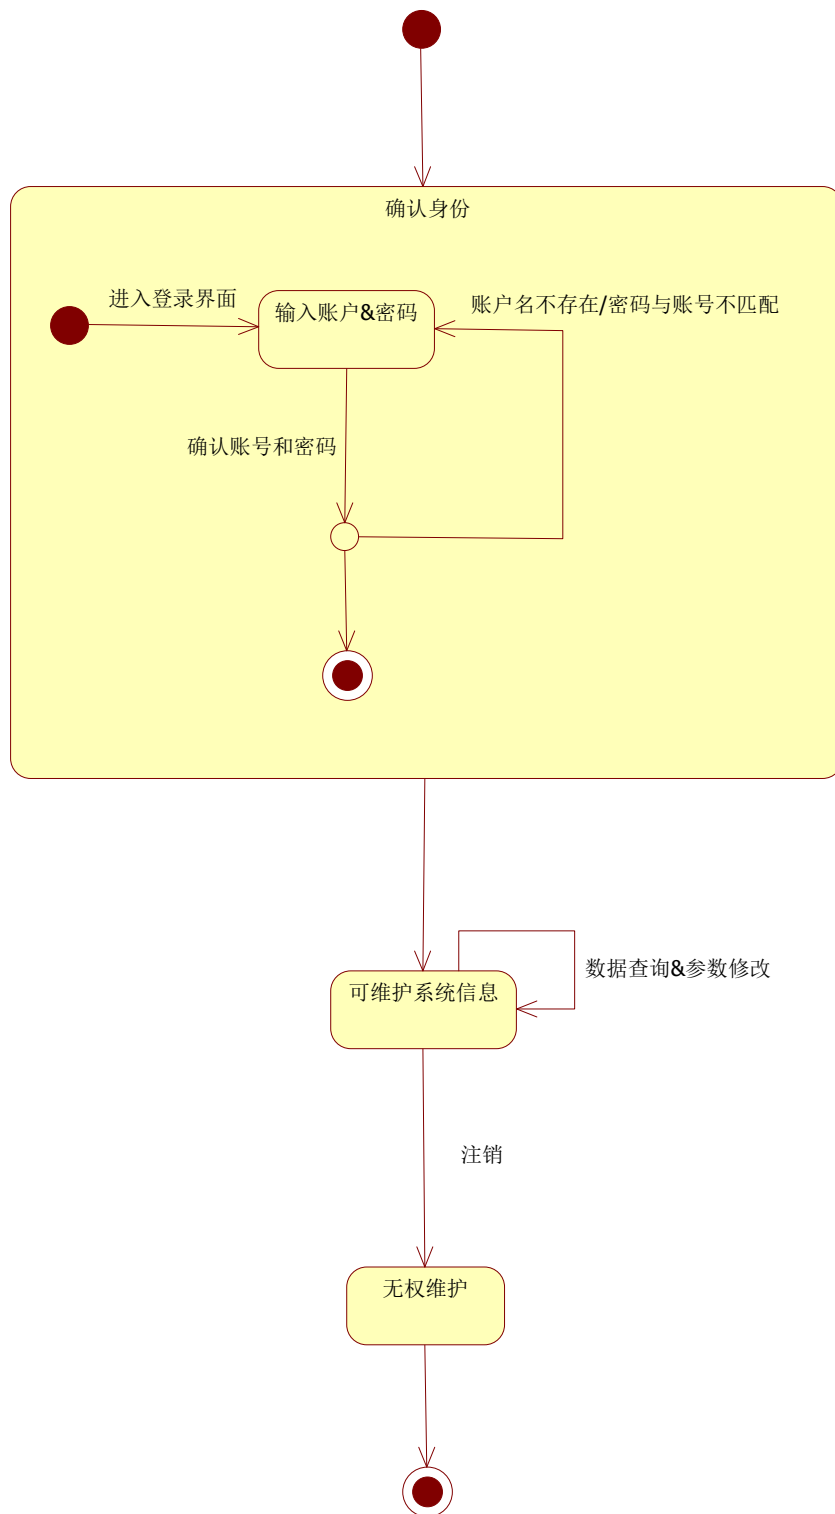 确认身份
进入登录界面
输入账户&密码
账户名不存在/密码与账号不匹配
确认账号和密码
可维护系统信息
数据查询&参数修改
注销
无权维护